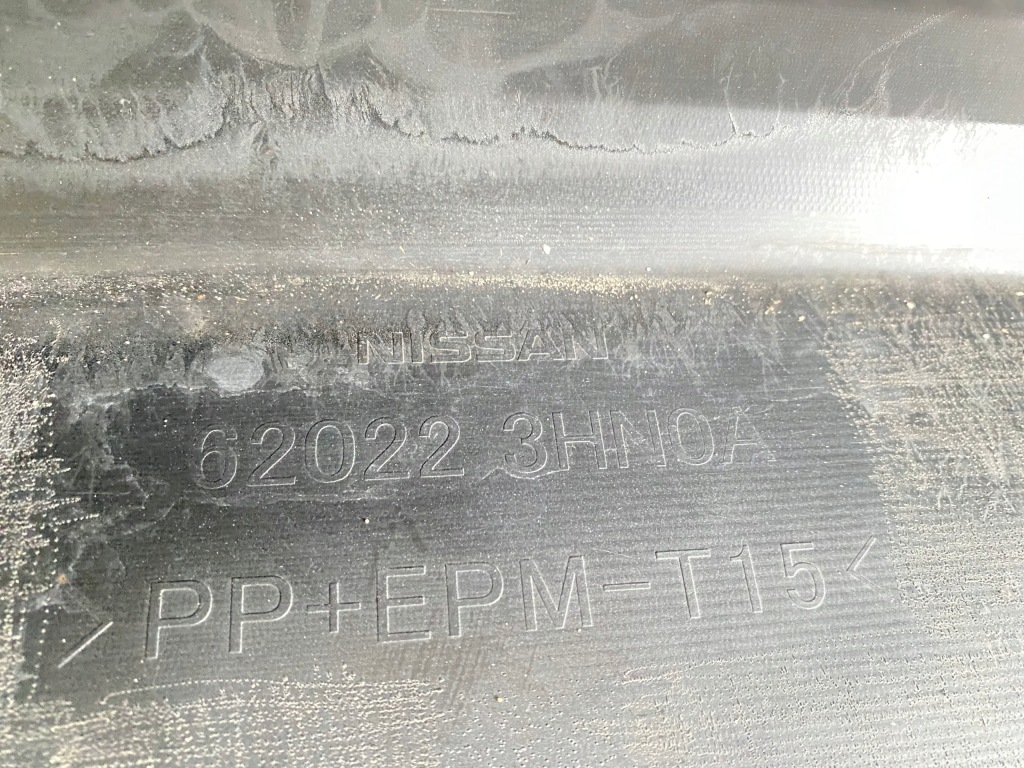 NISSAN
62022 3HN0A
>PP+EPM-T15<